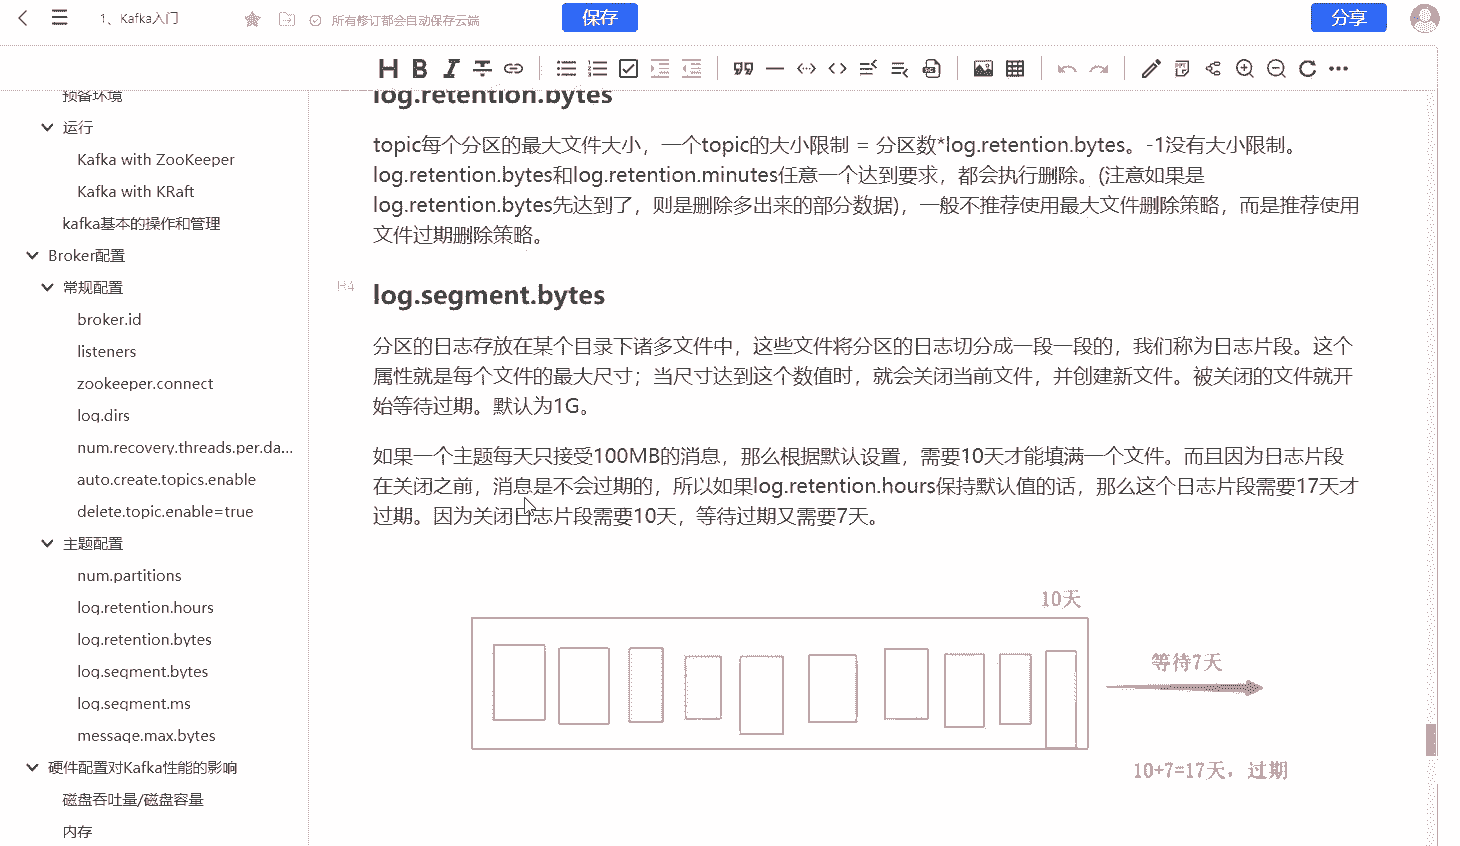 1、Kafka入门
所有修订都会自动保存云端
保存
分享
预备环境
运行
Kafka with ZooKeeper
Kafka with KRaft
kafka基本的操作和管理
Broker配置
常规配置
broker.id
listeners
zookeeper.connect
log.dirs
num.recovery.threads.per.da...
auto.create.topics.enable
delete.topic.enable=true
主题配置
num.partitions
log.retention.hours
log.retention.bytes
log.segment.bytes
log.segment.ms
message.max.bytes
硬件配置对Kafka性能的影响
磁盘吞吐量/磁盘容量
内存
log.retention.bytes
topic每个分区的最大文件大小，一个topic的大小限制 = 分区数*log.retention.bytes。-1没有大小限制。
log.retention.bytes和log.retention.minutes任意一个达到要求，都会执行删除。(注意如果是
log.retention.bytes先达到了，则是删除多出来的部分数据)，一般不推荐使用最大文件删除策略，而是推荐使用
文件过期删除策略。
H4
log.segment.bytes
分区的日志存放在某个目录下诸多文件中，这些文件将分区的日志切分成一段一段的，我们称为日志片段。这个
属性就是每个文件的最大尺寸；当尺寸达到这个数值时，就会关闭当前文件，并创建新文件。被关闭的文件就开
始等待过期。默认为1G。
如果一个主题每天只接受100MB的消息，那么根据默认设置，需要10天才能填满一个文件。而且因为日志片段
在关闭之前，消息是不会过期的，所以如果log.retention.hours保持默认值的话，那么这个日志片段需要17天才
过期。因为关闭日志片段需要10天，等待过期又需要7天。
10天
等待7天
10+7=17天，过期